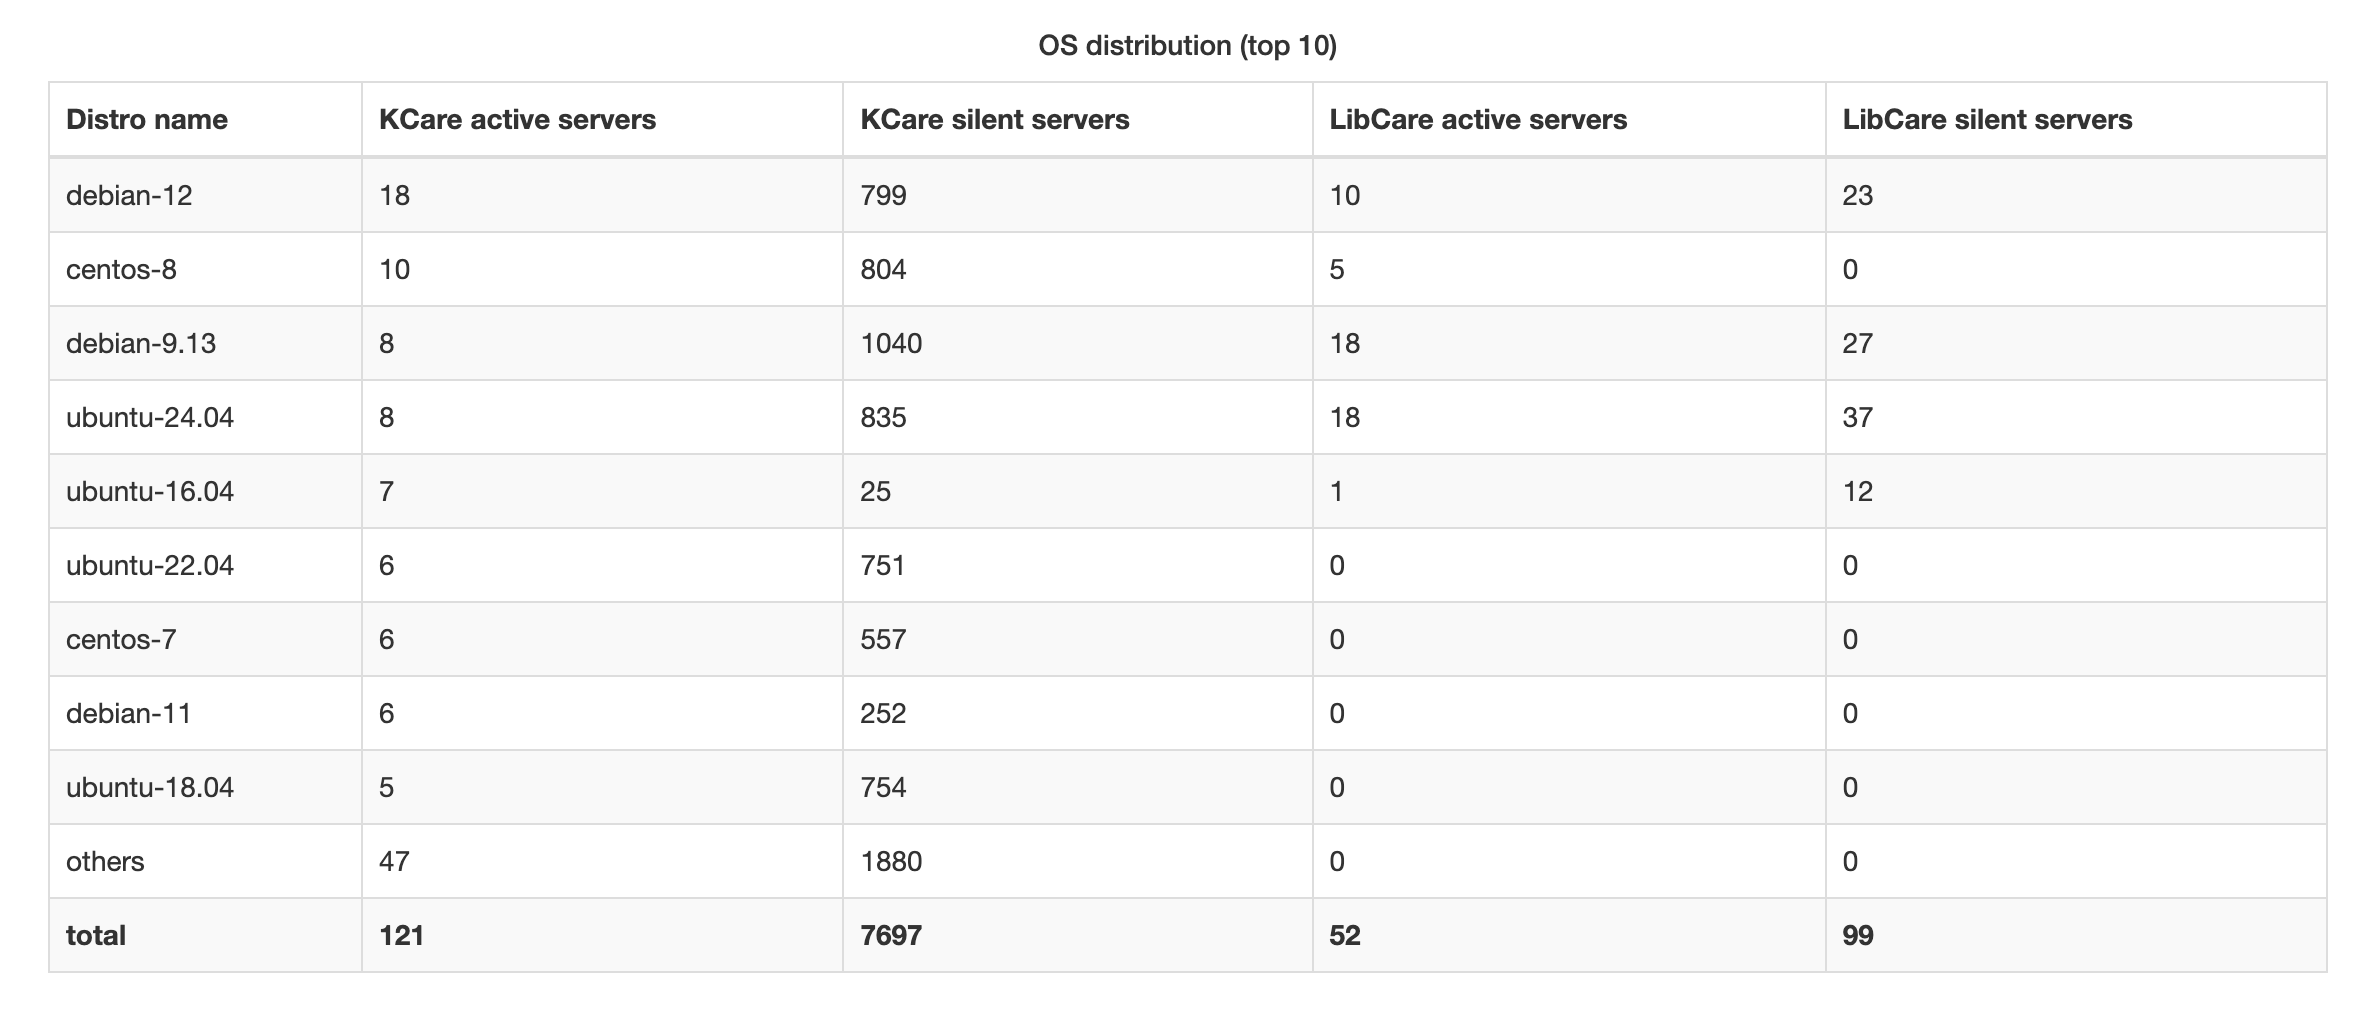 OS distribution (top 10)
Distro name KCare active servers KCare silent servers LibCare active servers LibCare silent servers
debian-12 18 799 10 23
centos-8 10 804 5 0
debian-9.13 8 1040 18 27
ubuntu-24.04 8 835 18 37
ubuntu-16.04 7 25 1 12
ubuntu-22.04 6 751 0 0
centos-7 6 557 0 0
debian-11 6 252 0 0
ubuntu-18.04 5 754 0 0
others 47 1880 0 0
total 121 7697 52 99